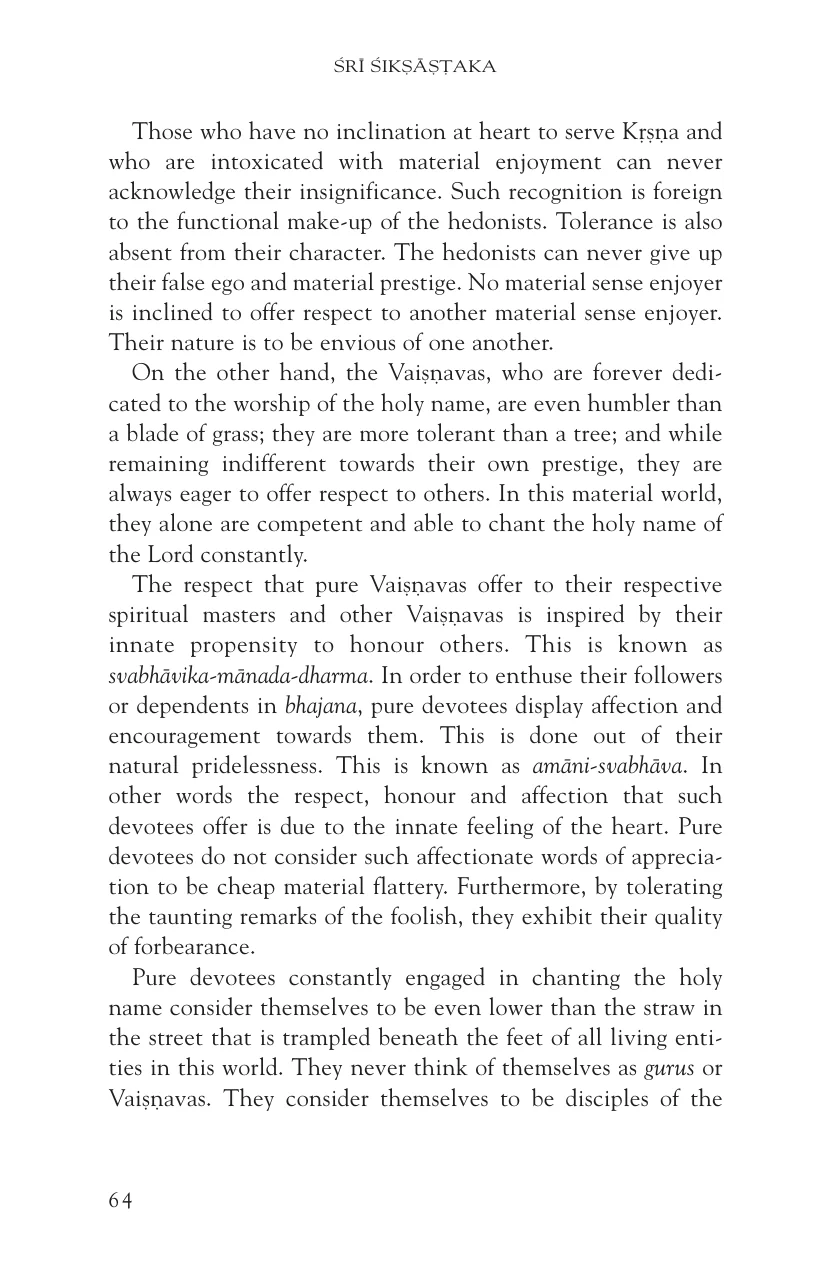 ŚRĪ ŚIKṢĀṢṬAKA
Those who have no inclination at heart to serve Kṛṣṇa and
who are intoxicated with material enjoyment can never
acknowledge their insignificance. Such recognition is foreign
to the functional make-up of the hedonists. Tolerance is also
absent from their character. The hedonists can never give up
their false ego and material prestige. No material sense enjoyer
is inclined to offer respect to another material sense enjoyer.
Their nature is to be envious of one another.
On the other hand, the Vaiṣṇavas, who are forever dedi-
cated to the worship of the holy name, are even humbler than
a blade of grass; they are more tolerant than a tree; and while
remaining indifferent towards their own prestige, they are
always eager to offer respect to others. In this material world,
they alone are competent and able to chant the holy name of
the Lord constantly.
The respect that pure Vaiṣṇavas offer to their respective
spiritual masters and other Vaiṣṇavas is inspired by their
innate propensity to honour others. This is known as
svabhāvika-mānada-dharma. In order to enthuse their followers
or dependents in bhajana, pure devotees display affection and
encouragement towards them. This is done out of their
natural pridelessness. This is known as amāni-svabhāva. In
other words the respect, honour and affection that such
devotees offer is due to the innate feeling of the heart. Pure
devotees do not consider such affectionate words of apprecia-
tion to be cheap material flattery. Furthermore, by tolerating
the taunting remarks of the foolish, they exhibit their quality
of forbearance.
Pure devotees constantly engaged in chanting the holy
name consider themselves to be even lower than the straw in
the street that is trampled beneath the feet of all living enti-
ties in this world. They never think of themselves as gurus or
Vaiṣṇavas. They consider themselves to be disciples of the
64